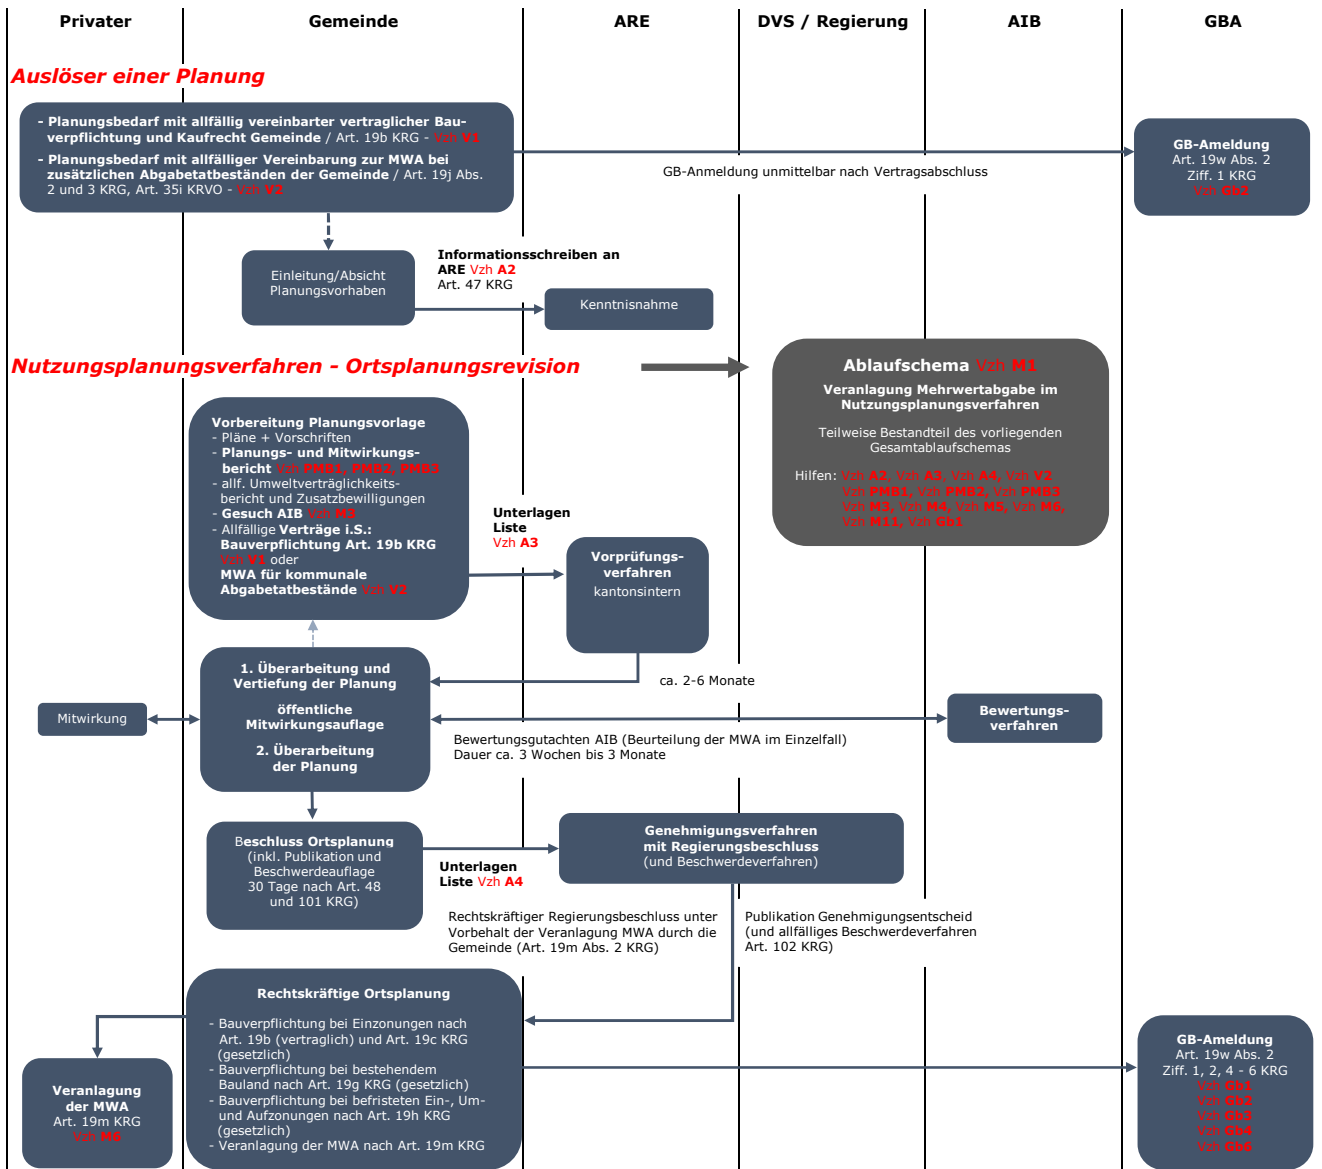 Privater
Gemeinde
ARE
DVS / Regierung
AIB
GBA
Auslöser einer Planung
- Planungsbedarf mit allfällig vereinbarter vertraglicher Bau-
verpflichtung und Kaufrecht Gemeinde / Art. 19b KRG - Vzh V1
- Planungsbedarf mit allfälliger Vereinbarung zur MWA bei
zusätzlichen Abgabetatbeständen der Gemeinde / Art. 19j Abs.
2 und 3 KRG, Art. 35i KRVO - Vzh V2
GB-Anmeldung unmittelbar nach Vertragsabschluss
GB-Ameldung
Art. 19w Abs. 2
Ziff. 1 KRG
Vzh Gb2
Einleitung/Absicht
Planungsvorhaben
Informationsschreiben an
ARE Vzh A2
Art. 47 KRG
Kenntnisnahme
Nutzungsplanungsverfahren - Ortsplanungsrevision
Ablaufschema Vzh M1
Veranlagung Mehrwertabgabe im
Nutzungsplanungsverfahren
Teilweise Bestandteil des vorliegenden
Gesamtablaufschemas
Hilfen: Vzh A2, Vzh A3, Vzh A4, Vzh V2
Vzh PMB1, Vzh PMB2, Vzh PMB3
Vzh M3, Vzh M4, Vzh M5, Vzh M6,
Vzh M11, Vzh Gb1
Vorbereitung Planungsvorlage
- Pläne + Vorschriften
- Planungs- und Mitwirkungs-
bericht Vzh PMB1, PMB2, PMB3
- allf. Umweltverträglichkeits-
bericht und Zusatzbewilligungen
- Gesuch AIB Vzh M3
- Allfällige Verträge i.S.:
Bauverpflichtung Art. 19b KRG
Vzh V1 oder
MWA für kommunale
Abgabetatbestände Vzh V2
Unterlagen
Liste
Vzh A3
Vorprüfungs-
verfahren
kantonsintern
ca. 2-6 Monate
1. Überarbeitung und
Vertiefung der Planung
öffentliche
Mitwirkungsauflage
2. Überarbeitung
der Planung
Mitwirkung
Bewertungs-
verfahren
Bewertungsgutachten AIB (Beurteilung der MWA im Einzelfall)
Dauer ca. 3 Wochen bis 3 Monate
Beschluss Ortsplanung
(inkl. Publikation und
Beschwerdeauflage
30 Tage nach Art. 48
und 101 KRG)
Unterlagen
Liste Vzh A4
Genehmigungsverfahren
mit Regierungsbeschluss
(und Beschwerdeverfahren)
Rechtskräftiger Regierungsbeschluss unter
Vorbehalt der Veranlagung MWA durch die
Gemeinde (Art. 19m Abs. 2 KRG)
Publikation Genehmigungsentscheid
(und allfälliges Beschwerdeverfahren
Art. 102 KRG)
Rechtskräftige Ortsplanung
- Bauverpflichtung bei Einzonungen nach
Art. 19b (vertraglich) und Art. 19c KRG
(gesetzlich)
- Bauverpflichtung bei bestehendem
Bauland nach Art. 19g KRG (gesetzlich)
- Bauverpflichtung bei befristeten Ein-, Um-
und Aufzonungen nach Art. 19h KRG
(gesetzlich)
- Veranlagung der MWA nach Art. 19m KRG
Veranlagung
der MWA
Art. 19m KRG
Vzh M6
GB-Ameldung
Art. 19w Abs. 2
Ziff. 1, 2, 4 - 6 KRG
Vzh Gb1
Vzh Gb2
Vzh Gb3
Vzh Gb4
Vzh Gb6